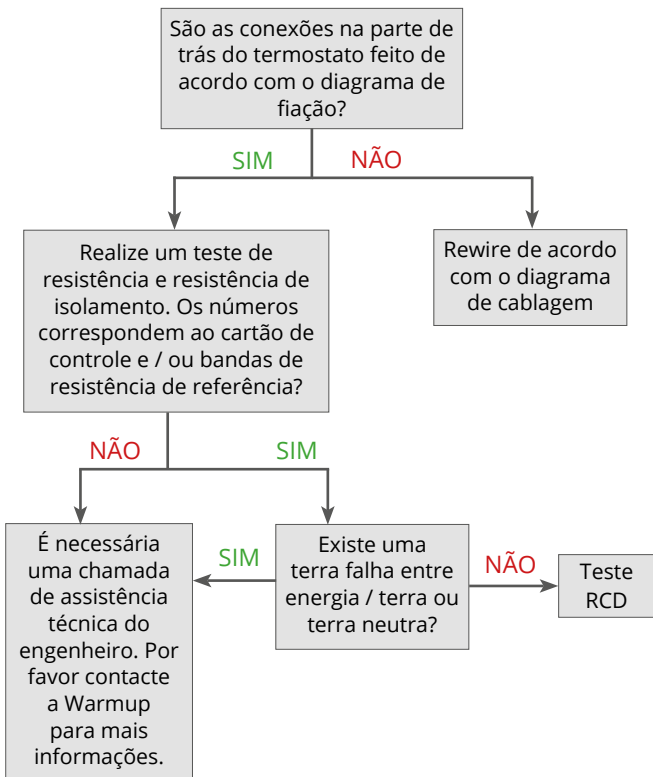 São as conexões na parte de
trás do termostato feito de
acordo com o diagrama de
fiação?
SIM
NÃO
Realize um teste de
resistência e resistência de
isolamento. Os números
correspondem ao cartão de
controle e / ou bandas de
resistência de referência?
Rewire de acordo
com o diagrama
de cablagem
NÃO
SIM
É necessária
uma chamada
de assistência
técnica do
engenheiro. Por
favor contacte
a Warmup
para mais
informações.
SIM
Existe uma
terra falha entre
energia / terra ou
terra neutra?
NÃO
Teste
RCD